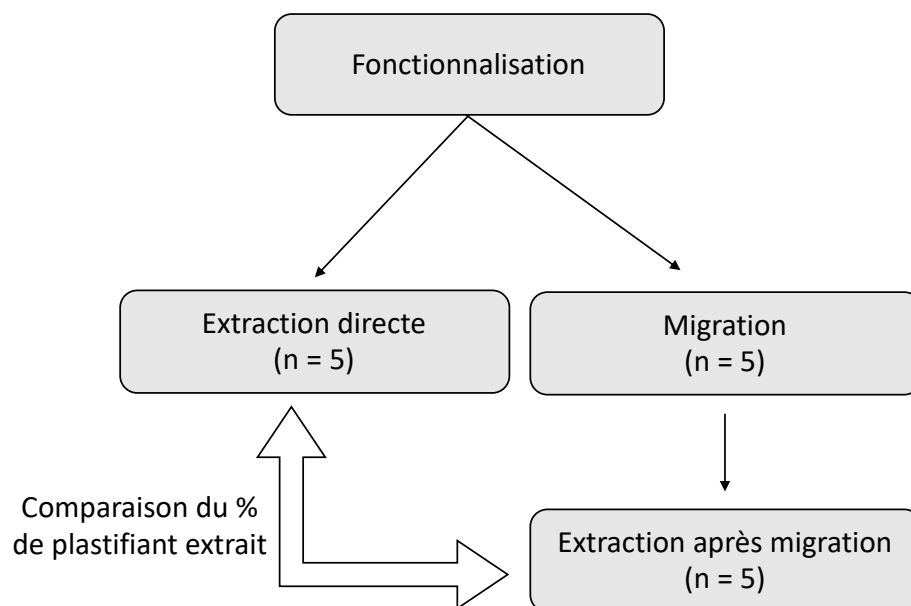 Fonctionnalisation
Extraction directe
(n = 5)
Migration
(n = 5)
Comparaison du %
de plastifiant extrait
Extraction après migration
(n = 5)